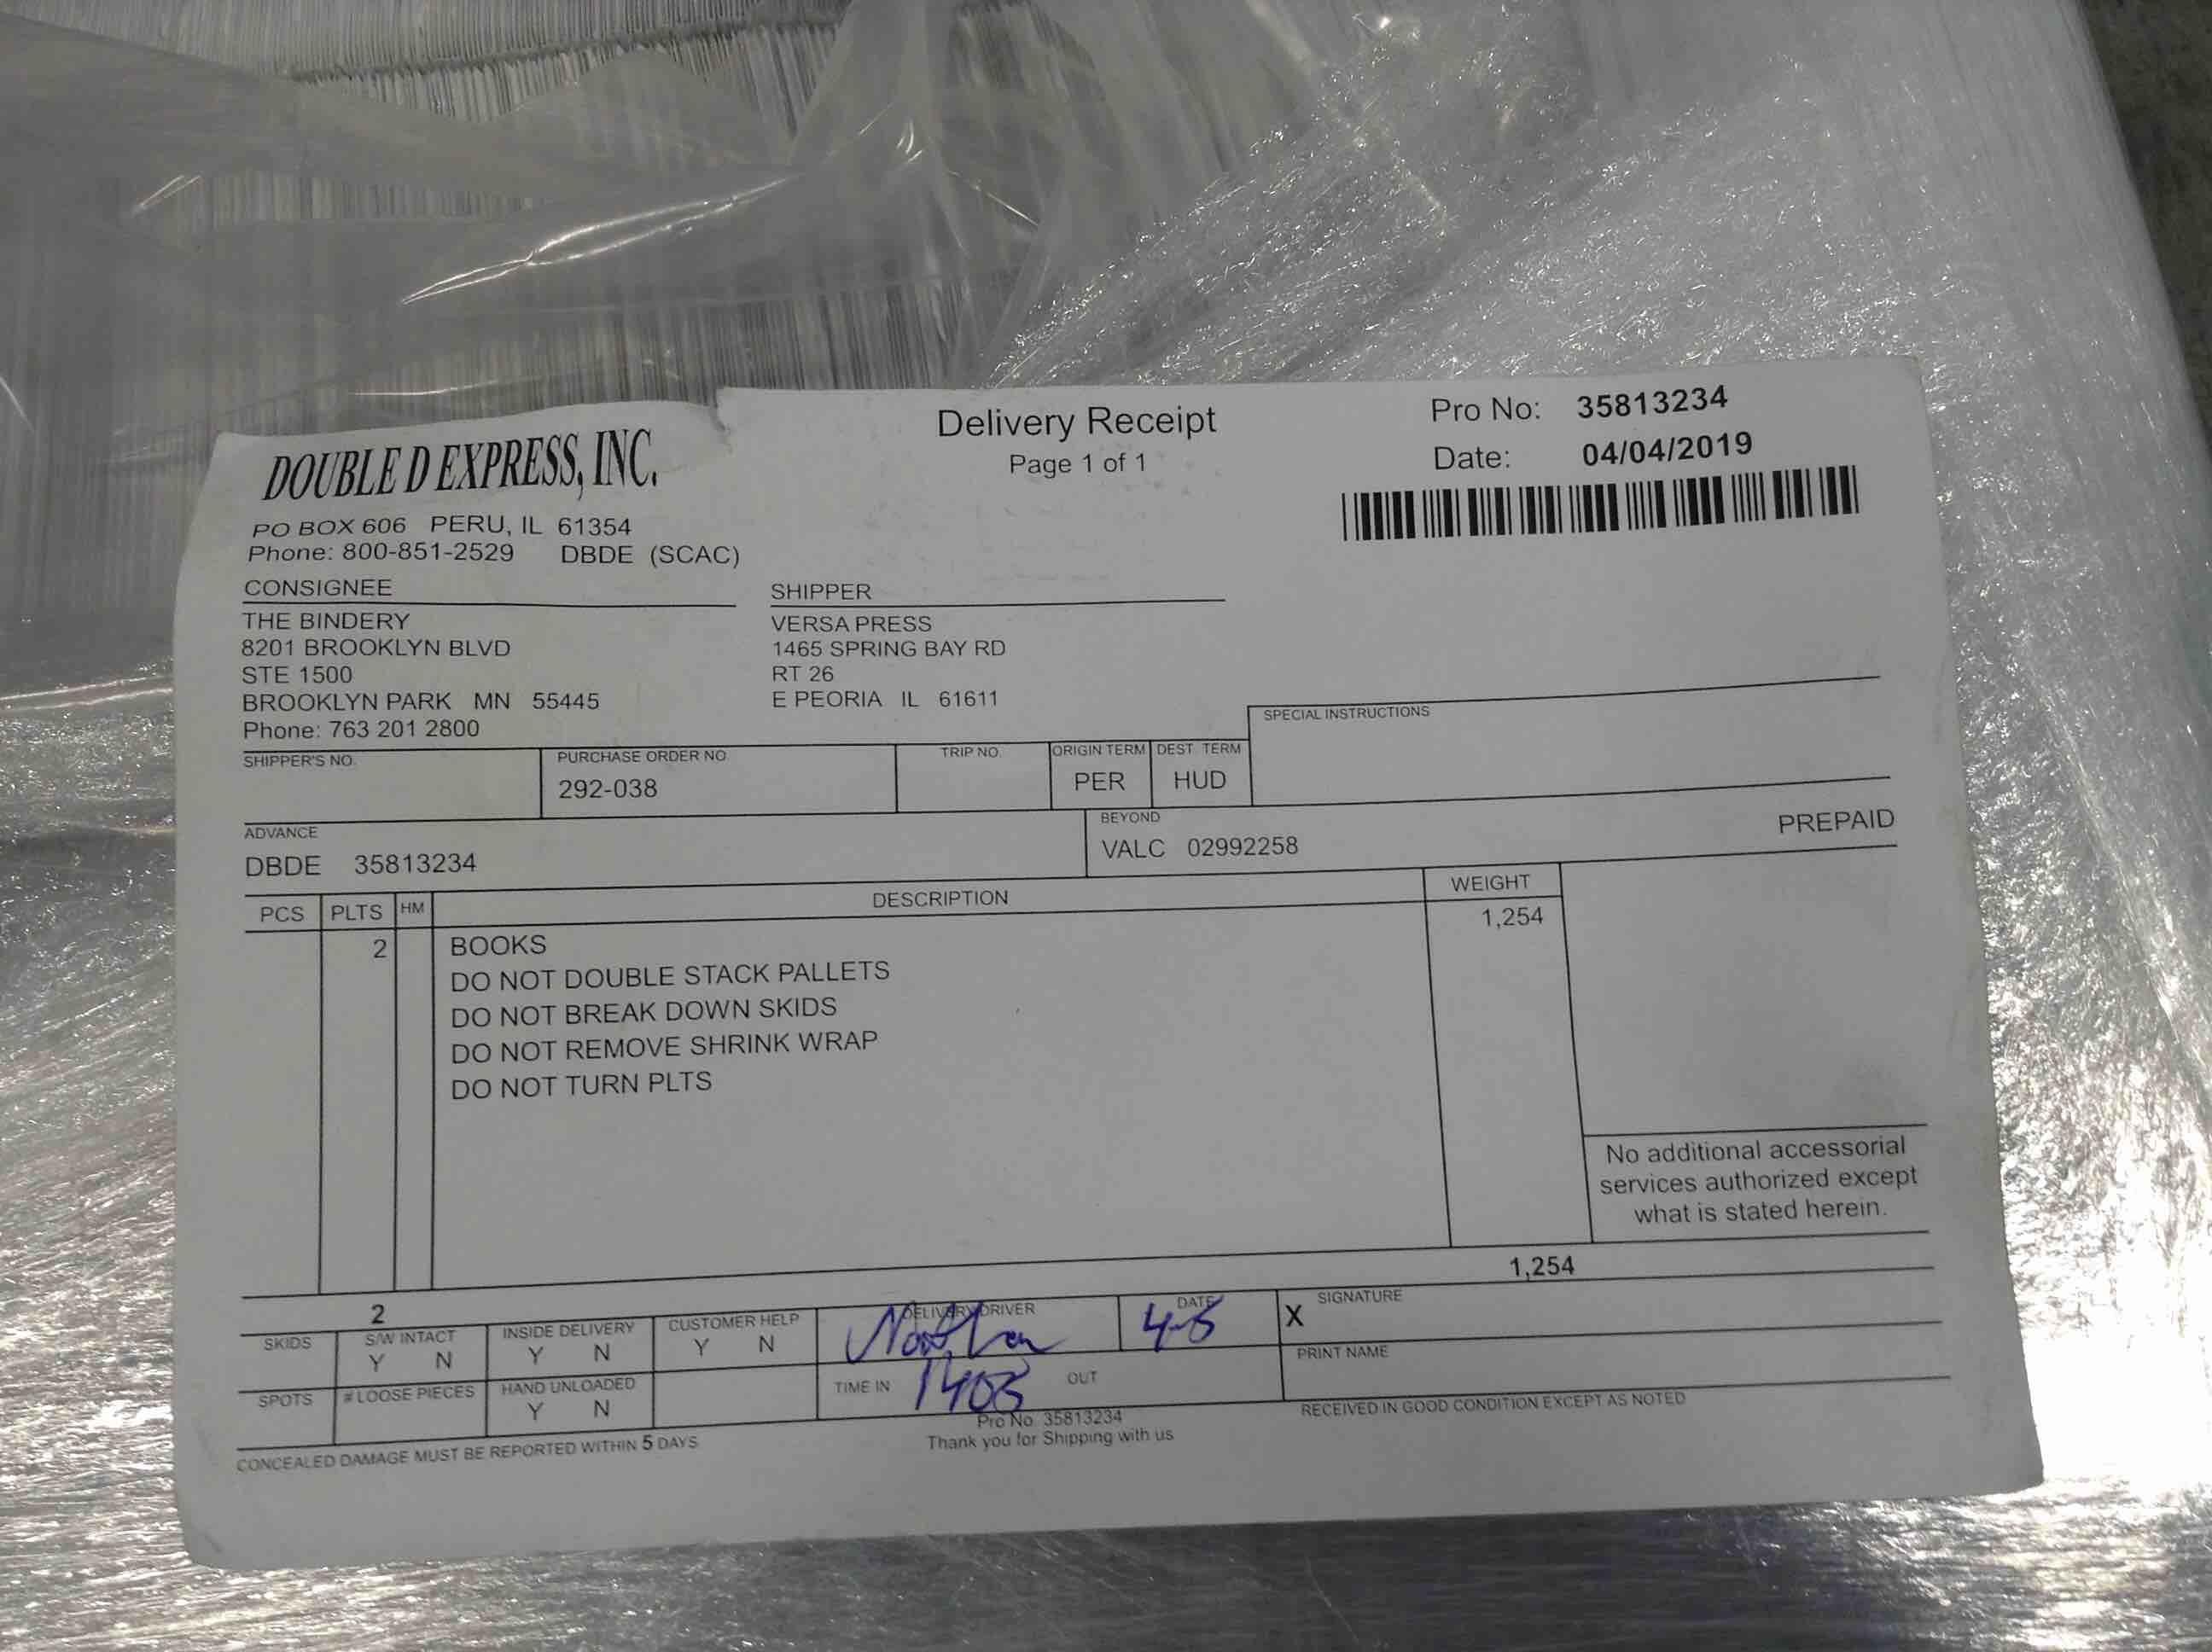 DOUBLE D EXPRESS, INC.
PO BOX 606 PERU, IL 61354
Phone: 800-851-2529 DBDE (SCAC)
Delivery Receipt
Page 1 of 1
Pro No: 35813234
Date: 04/04/2019
CONSIGNEE
THE BINDERY
8201 BROOKLYN BLVD
STE 1500
BROOKLYN PARK MN 55445
Phone: 763 201 2800
SHIPPER
VERSA PRESS
1465 SPRING BAY RD
RT 26
E PEORIA IL 61611
SPECIAL INSTRUCTIONS
SHIPPER'S NO.
PURCHASE ORDER NO.
292-038
TRIP NO.
ORIGIN TERM
PER
DEST. TERM
HUD
ADVANCE
DBDE 35813234
BEYOND
VALC 02992258
PREPAID
PCS PLTS HM DESCRIPTION WEIGHT
2 BOOKS 1,254
DO NOT DOUBLE STACK PALLETS
DO NOT BREAK DOWN SKIDS
DO NOT REMOVE SHRINK WRAP
DO NOT TURN PLTS
No additional accessorial
services authorized except
what is stated herein.
2 1,254
SKIDS
S/W INTACT
Y N
INSIDE DELIVERY
Y N
CUSTOMER HELP
Y N
DELIVERY DRIVER
DATE
X SIGNATURE
PRINT NAME
SPOTS
# LOOSE PIECES
HAND UNLOADED
Y N
TIME IN
OUT
RECEIVED IN GOOD CONDITION EXCEPT AS NOTED
CONCEALED DAMAGE MUST BE REPORTED WITHIN 5 DAYS
Pro No. 35813234
Thank you for Shipping with us